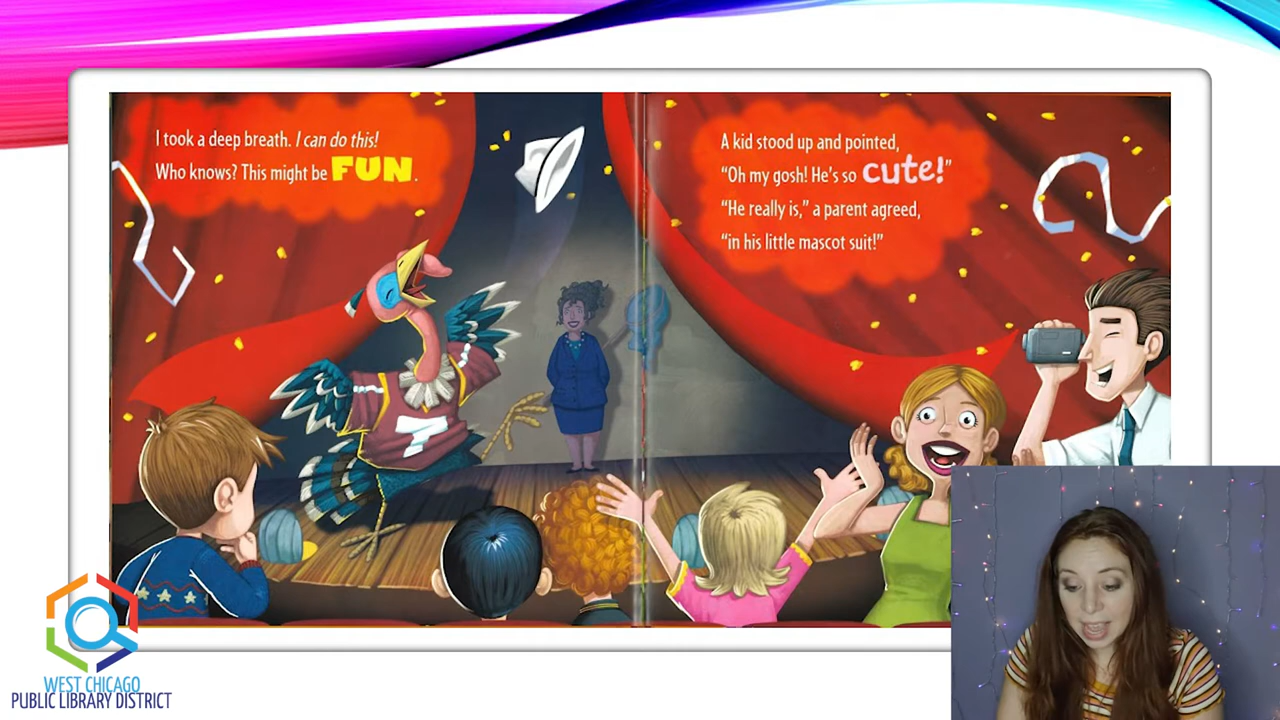 I took a deep breath. I can do this!
Who knows? This might be FUN.
A kid stood up and pointed,
“Oh my gosh! He's so cute!”
“He really is,” a parent agreed,
“in his little mascot suit!”
WEST CHICAGO
PUBLIC LIBRARY DISTRICT